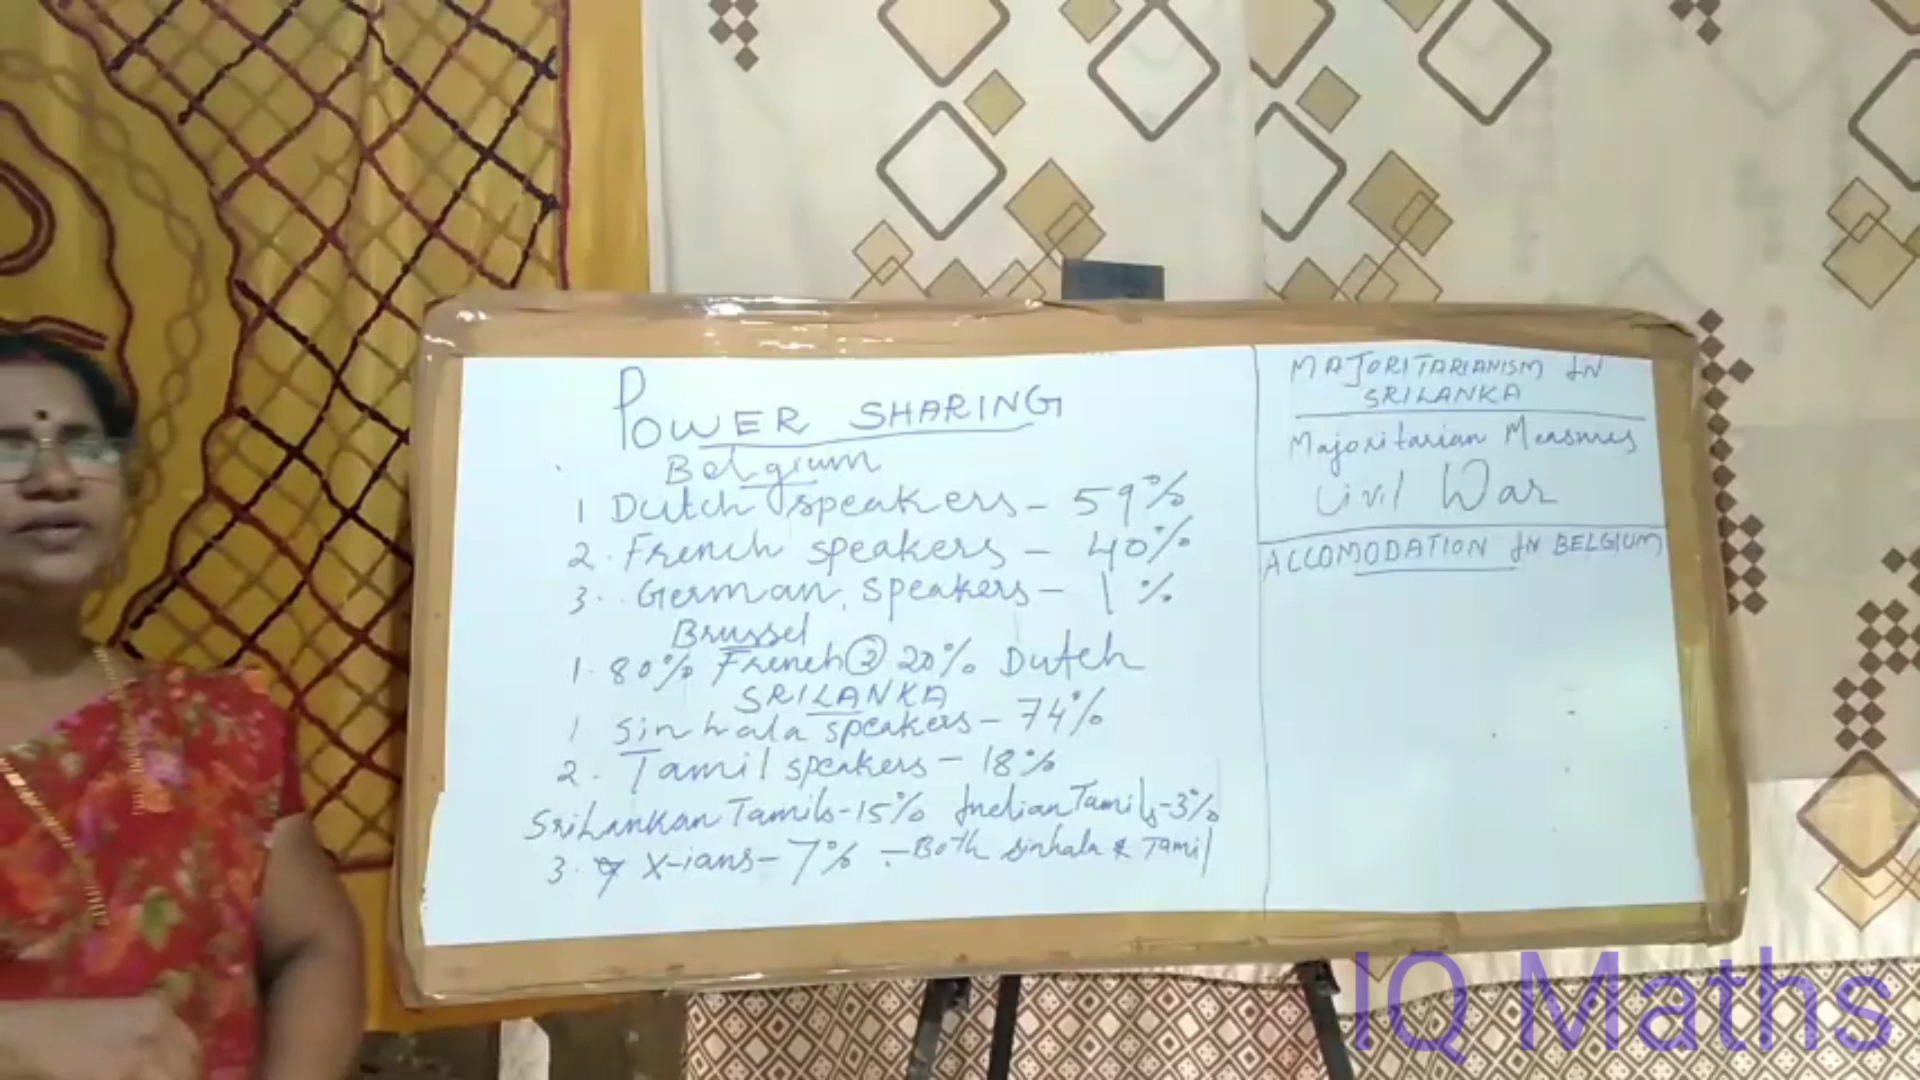 POWER SHARING
Belgium
1 Dutch speakers - 59%
2. French speakers - 40%
3. German speakers - 1%
Brussel
1. 80% French ② 20% Dutch
SRILANKA
1 Sinhala speakers - 74%
2. Tamil speakers - 18%
SriLankan Tamils - 15% Indian Tamils - 3%
3. X-ians - 7% - Both Sinhala & Tamil
MAJORITARIANISM IN
SRILANKA
Majoritarian Measures
Civil War
ACCOMODATION IN BELGIUM
IQ Maths